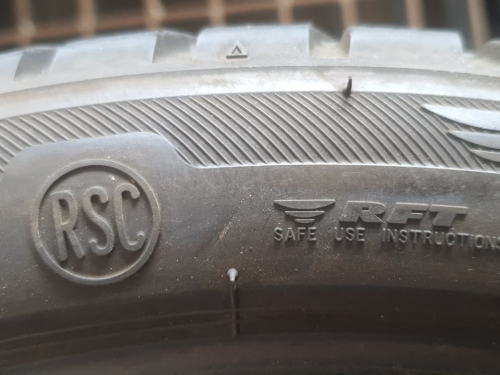 RSC
RFT
SAFE USE INSTRUCTIONS